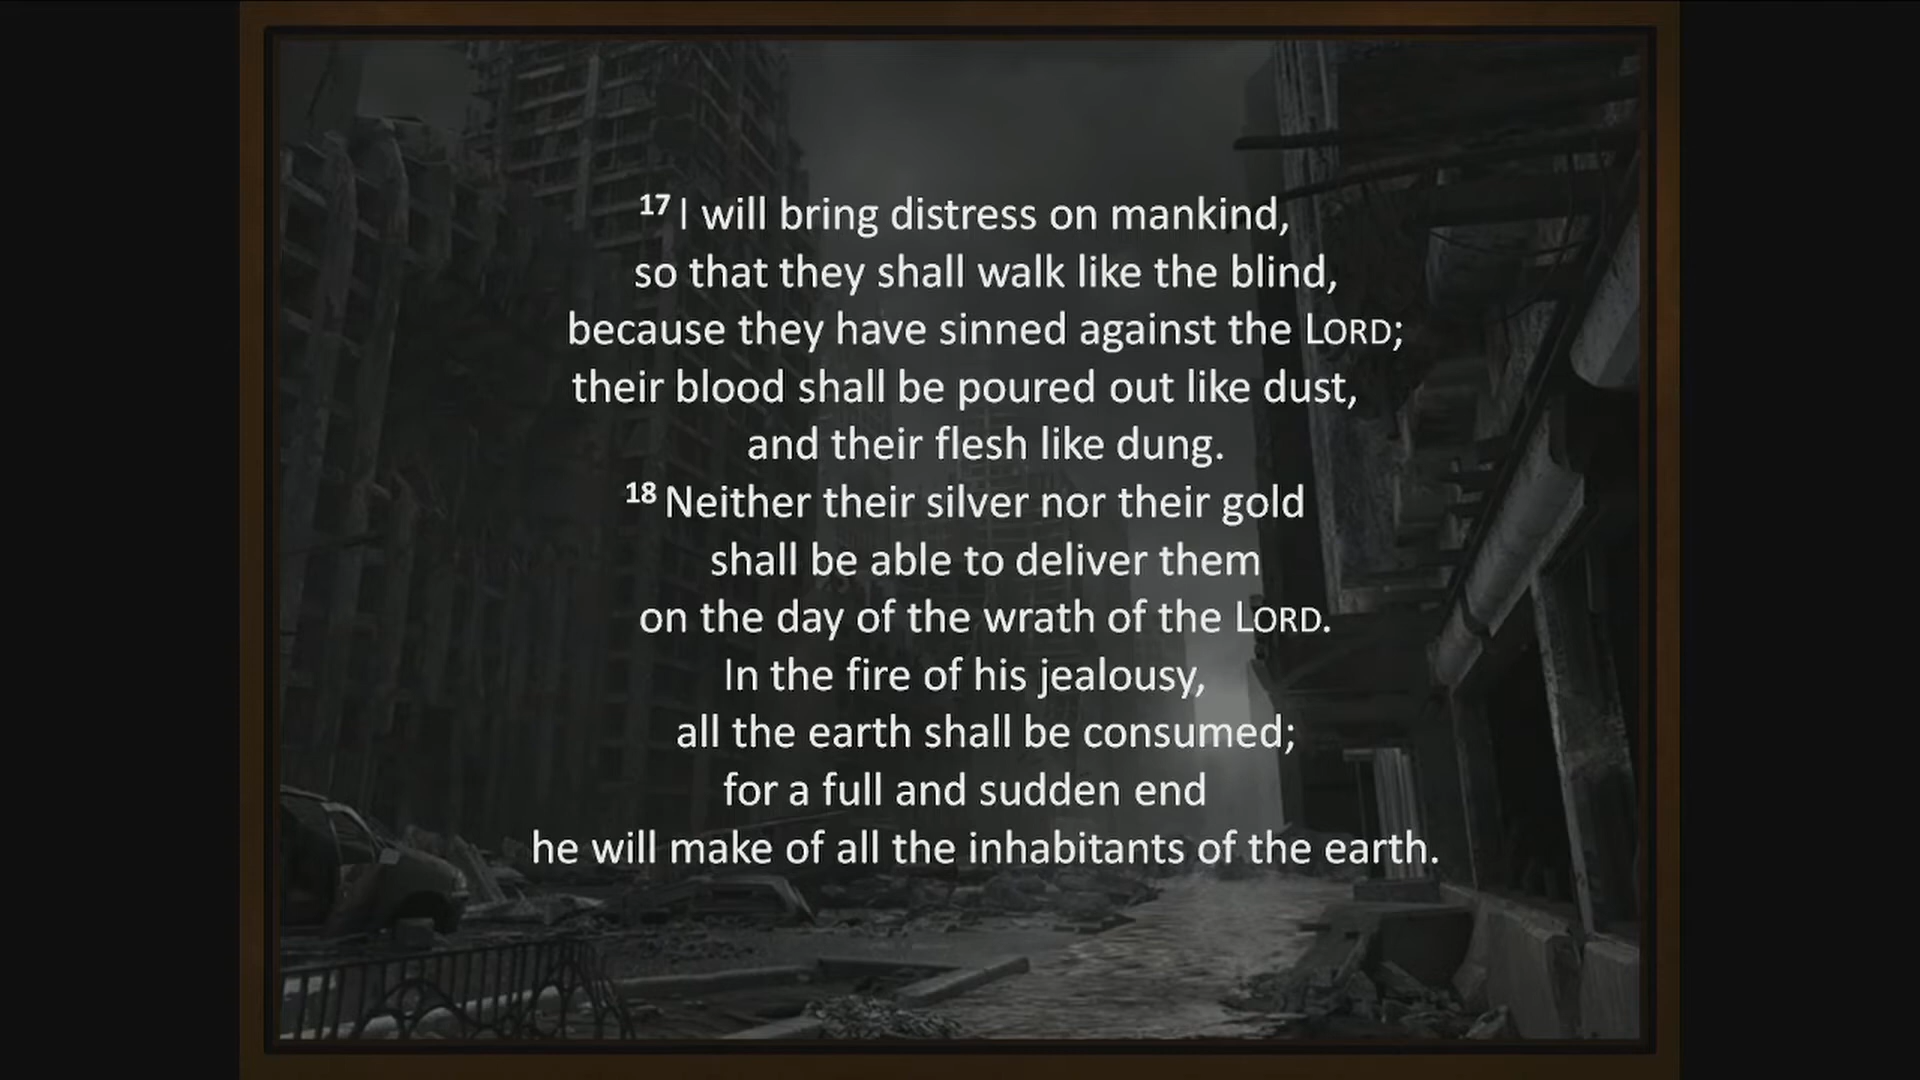 17 I will bring distress on mankind,
so that they shall walk like the blind,
because they have sinned against the LORD;
their blood shall be poured out like dust,
and their flesh like dung.
18 Neither their silver nor their gold
shall be able to deliver them
on the day of the wrath of the LORD.
In the fire of his jealousy,
all the earth shall be consumed;
for a full and sudden end
he will make of all the inhabitants of the earth.